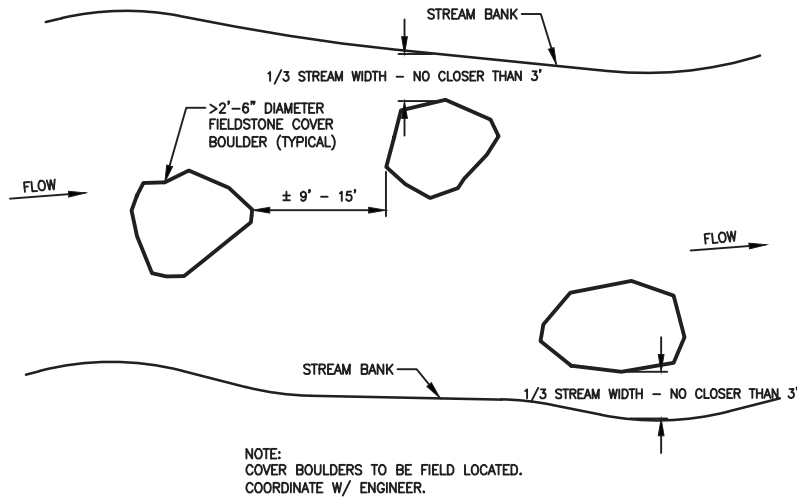 STREAM BANK
1/3 STREAM WIDTH - NO CLOSER THAN 3'
>2'-6" DIAMETER
FIELDSTONE COVER
BOULDER (TYPICAL)
FLOW
± 9' - 15'
FLOW
STREAM BANK
1/3 STREAM WIDTH - NO CLOSER THAN 3'
NOTE:
COVER BOULDERS TO BE FIELD LOCATED.
COORDINATE W/ ENGINEER.